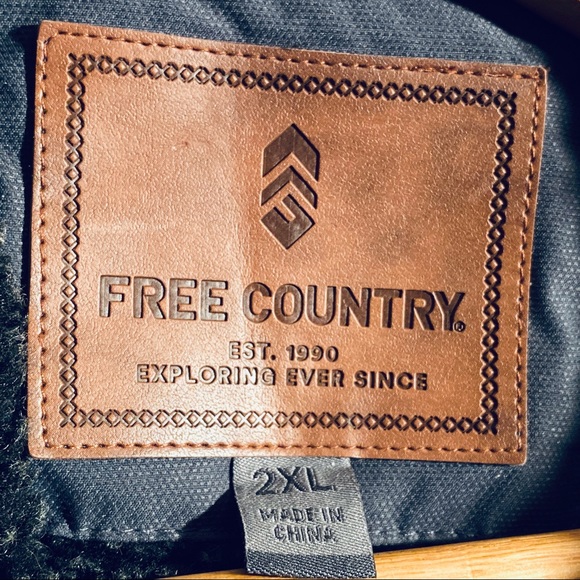 FREE COUNTRY®
EST. 1990
EXPLORING EVER SINCE
2XL
MADE IN
CHINA